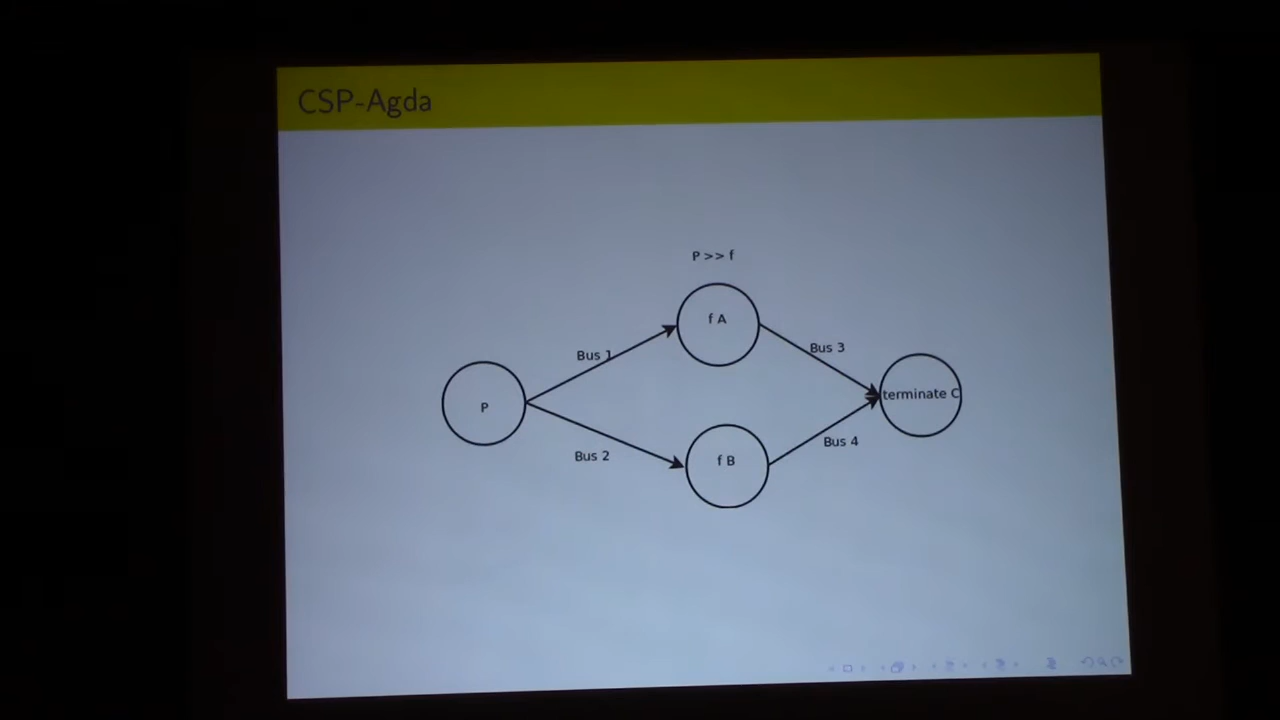 CSP-Agda
P >> f
f A
Bus 1
Bus 3
P
terminate C
Bus 2
f B
Bus 4